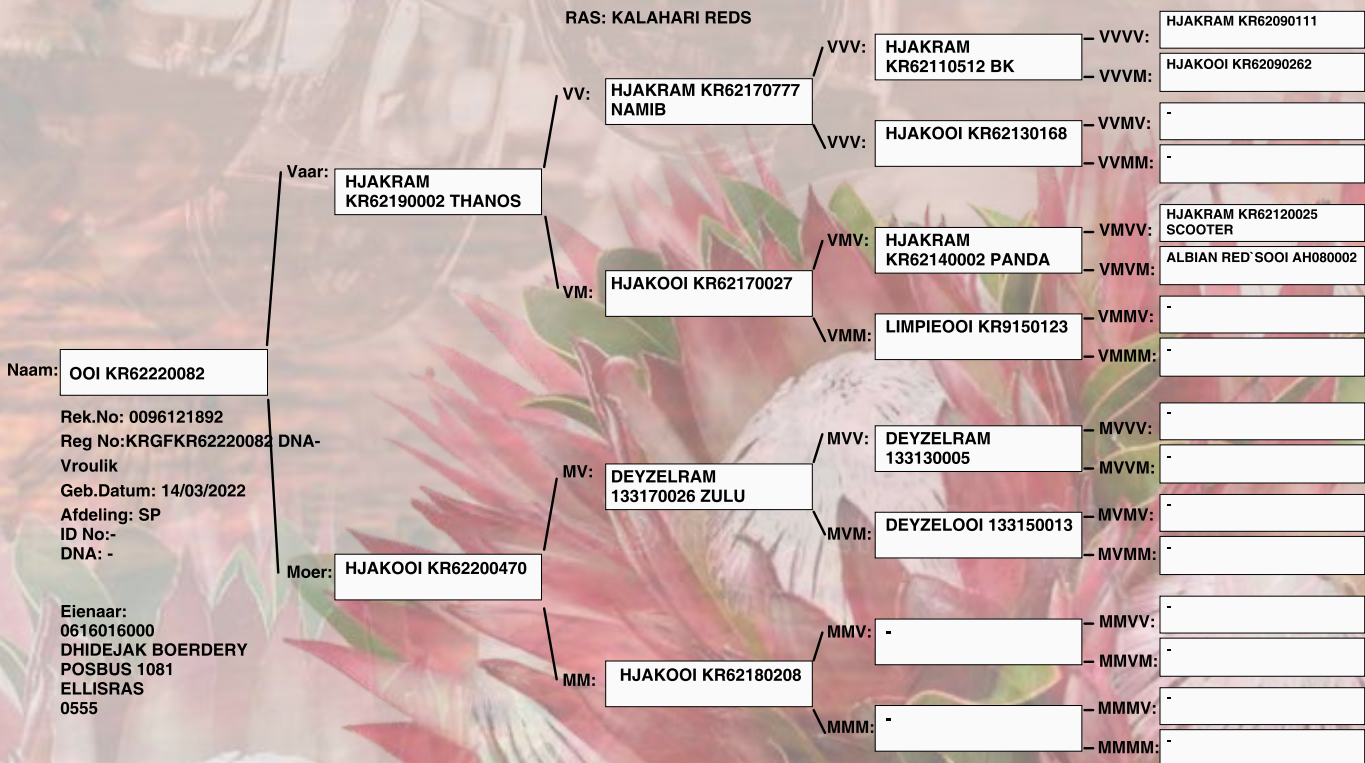 RAS: KALAHARI REDS
Naam:
OOI KR62220082
Rek.No: 0096121892
Reg No:KRGFKR62220082 DNA-
Vroulik
Geb.Datum: 14/03/2022
Afdeling: SP
ID No:-
DNA: -
Eienaar:
0616016000
DHIDEJAK BOERDERY
POSBUS 1081
ELLISRAS
0555
Vaar:
HJAKRAM
KR62190002 THANOS
Moer:
HJAKOOI KR62200470
VV:
HJAKRAM KR62170777
NAMIB
VM:
HJAKOOI KR62170027
MV:
DEYZELRAM
133170026 ZULU
MM:
HJAKOOI KR62180208
VVV:
HJAKRAM
KR62110512 BK
VVV:
HJAKOOI KR62130168
VMV:
HJAKRAM
KR62140002 PANDA
VMM:
LIMPIEOOI KR9150123
MVV:
DEYZELRAM
133130005
MVM:
DEYZELOOI 133150013
MMV:
-
MMM:
-
VVVV:
HJAKRAM KR62090111
VVVM:
HJAKOOI KR62090262
VVMV:
-
VVMM:
-
VMVV:
HJAKRAM KR62120025
SCOOTER
VMVM:
ALBIAN RED`SOOI AH080002
VMMV:
-
VMMM:
-
MVVV:
-
MVVM:
-
MVMV:
-
MVMM:
-
MMVV:
-
MMVM:
-
MMMV:
-
MMMM:
-